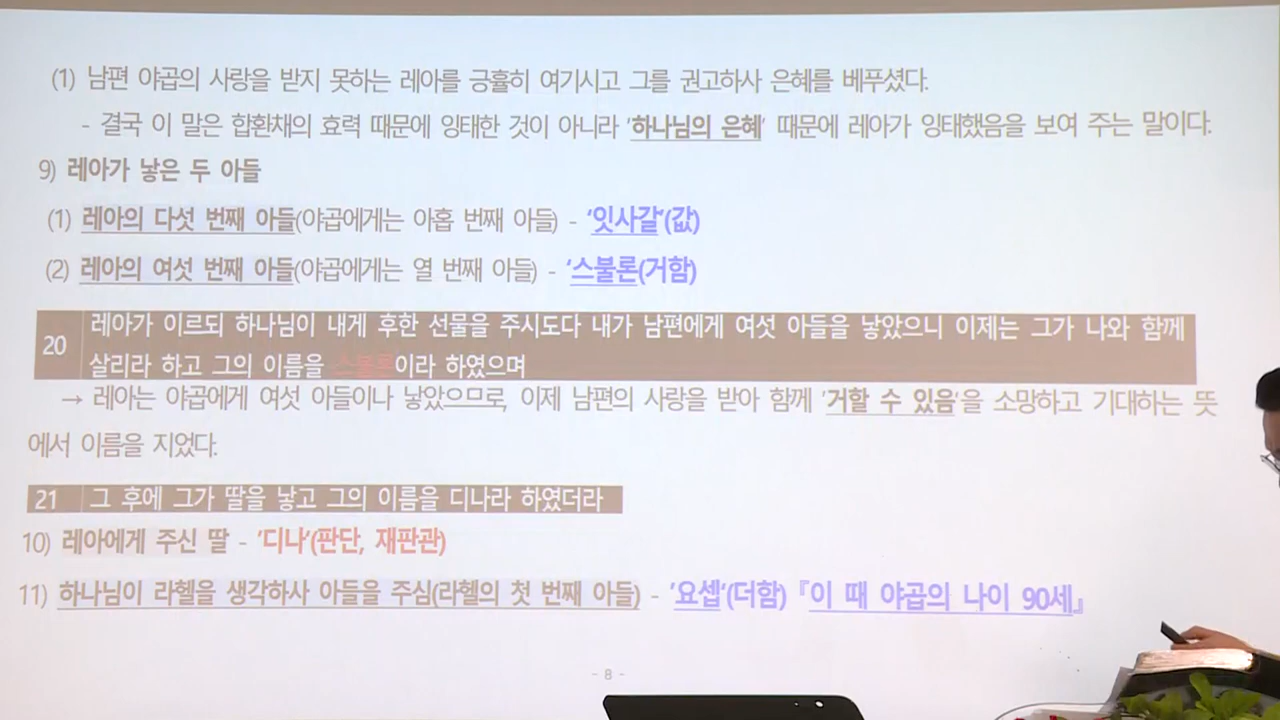 (1) 남편 야곱의 사랑을 받지 못하는 레아를 긍휼히 여기시고 그를 권고하사 은혜를 베푸셨다.
- 결국 이 말은 합환채의 효력 때문에 잉태한 것이 아니라 '하나님의 은혜' 때문에 레아가 잉태했음을 보여 주는 말이다.
9) 레아가 낳은 두 아들
(1) 레아의 다섯 번째 아들(야곱에게는 아홉 번째 아들) - '잇사갈'(값)
(2) 레아의 여섯 번째 아들(야곱에게는 열 번째 아들) - '스불론(거함)
20 레아가 이르되 하나님이 내게 후한 선물을 주시도다 내가 남편에게 여섯 아들을 낳았으니 이제는 그가 나와 함께
살리라 하고 그의 이름을 스불론이라 하였으며
→ 레아는 야곱에게 여섯 아들이나 낳았으므로, 이제 남편의 사랑을 받아 함께 '거할 수 있음'을 소망하고 기대하는 뜻
에서 이름을 지었다.
21 그 후에 그가 딸을 낳고 그의 이름을 디나라 하였더라
10) 레아에게 주신 딸 - '디나'(판단, 재판관)
11) 하나님이 라헬을 생각하사 아들을 주심(라헬의 첫 번째 아들) - '요셉'(더함) 『이 때 야곱의 나이 90세』
- 8 -